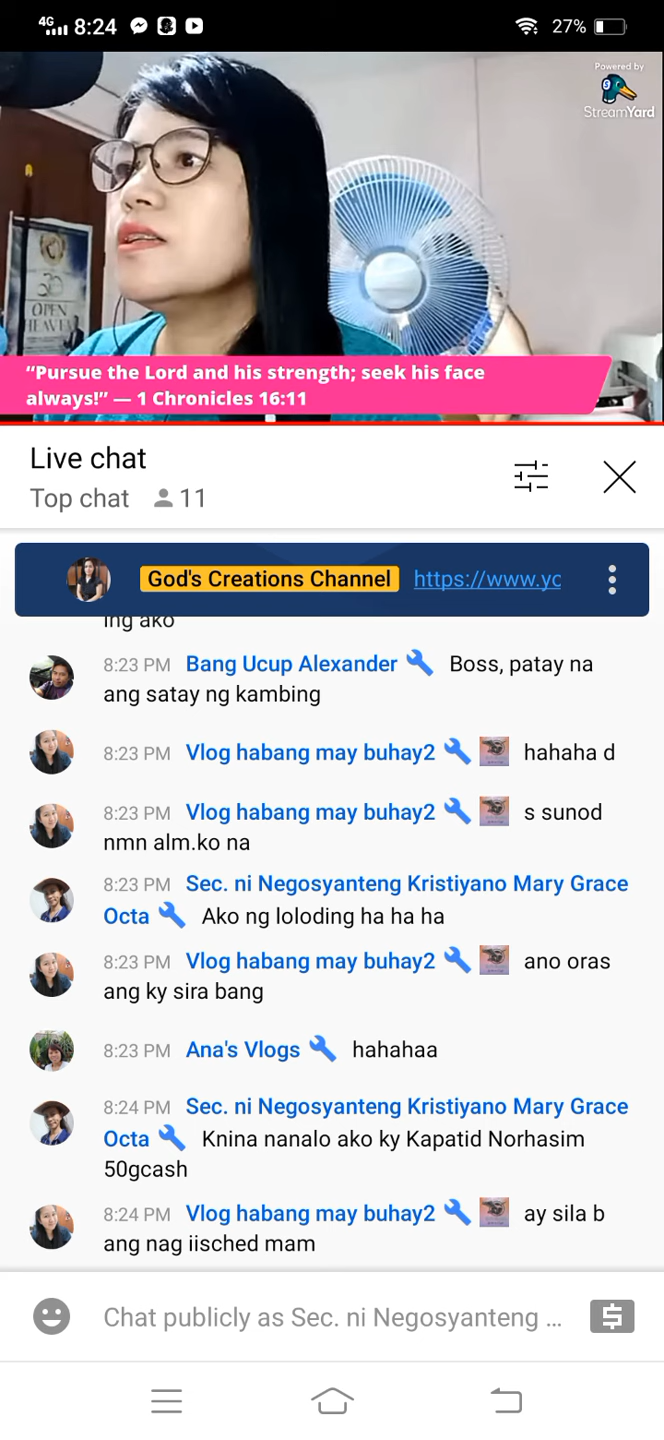 4G 8:24 27%
Powered by
StreamYard
OPEN
HEAVEN
“Pursue the Lord and his strength; seek his face
always!” — 1 Chronicles 16:11
Live chat
Top chat 11
God's Creations Channel https://www.yc
ing ako
8:23 PM Bang Ucup Alexander Boss, patay na
ang satay ng kambing
8:23 PM Vlog habang may buhay2 hahaha d
8:23 PM Vlog habang may buhay2 s sunod
nmn alm.ko na
8:23 PM Sec. ni Negosyanteng Kristiyano Mary Grace
Octa Ako ng loloding ha ha ha
8:23 PM Vlog habang may buhay2 ano oras
ang ky sira bang
8:23 PM Ana's Vlogs hahahaa
8:24 PM Sec. ni Negosyanteng Kristiyano Mary Grace
Octa Knina nanalo ako ky Kapatid Norhasim
50gcash
8:24 PM Vlog habang may buhay2 ay sila b
ang nag iisched mam
Chat publicly as Sec. ni Negosyanteng ...